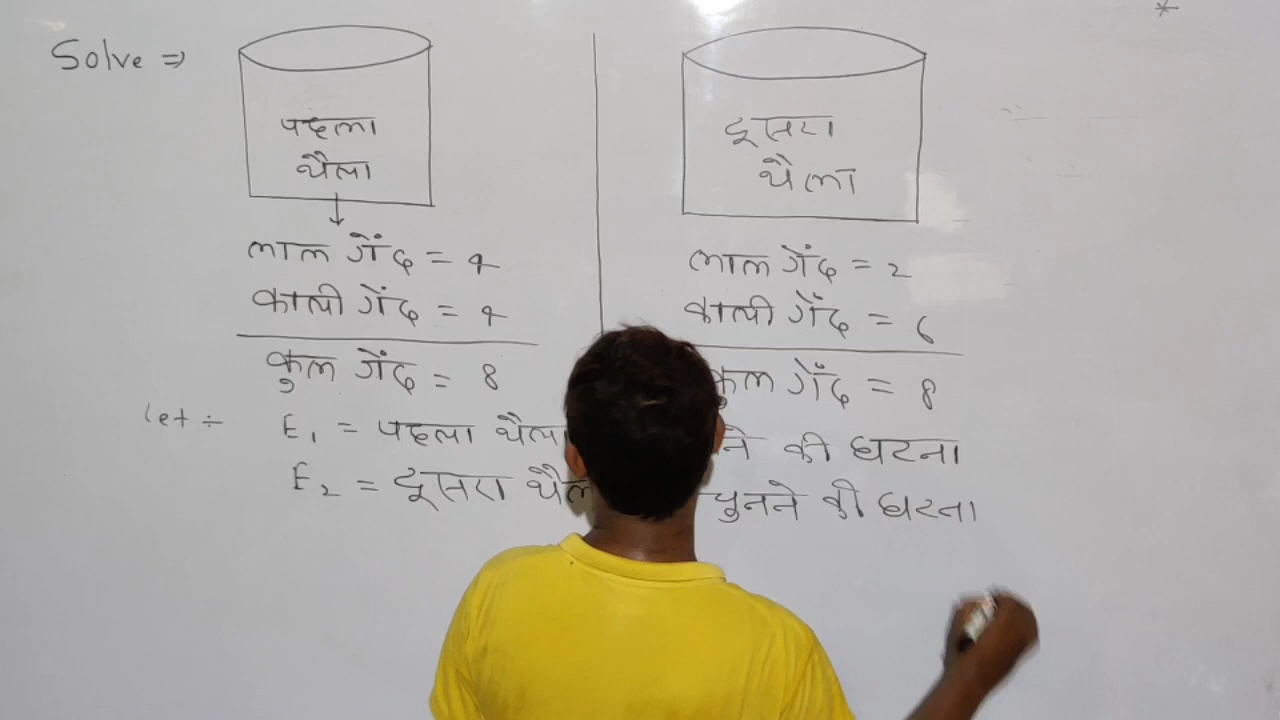 Solve ⇒
पहला
थैला
लाल गेंद = 4
काली गेंद = 4
कुल गेंद = 8
दूसरा
थैला
लाल गेंद = 2
काली गेंद = 6
कुल गेंद = 8
Let ÷ E₁ = पहला थैला की घटना
E₂ = दूसरा चुनने की घटना